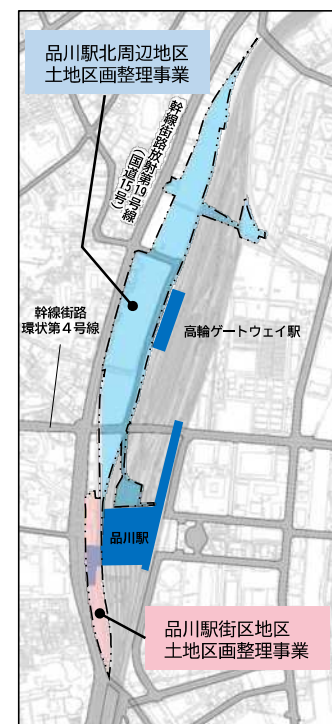 品川駅北周辺地区
土地区画整理事業
幹線街路放射第19号線
(国道15号)
幹線街路
環状第4号線
高輪ゲートウェイ駅
品川駅
品川駅街区地区
土地区画整理事業